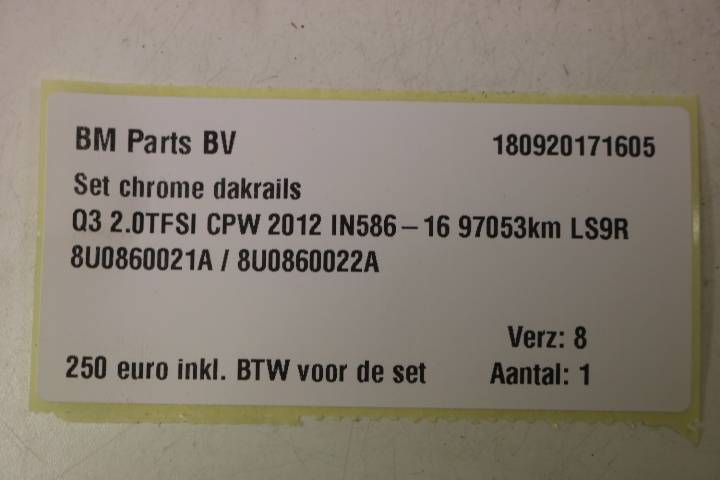 BM Parts BV 180920171605
Set chrome dakrails
Q3 2.0TFSI CPW 2012 IN586-16 97053km LS9R
8U0860021A / 8U0860022A
Verz: 8
250 euro inkl. BTW voor de set Aantal: 1